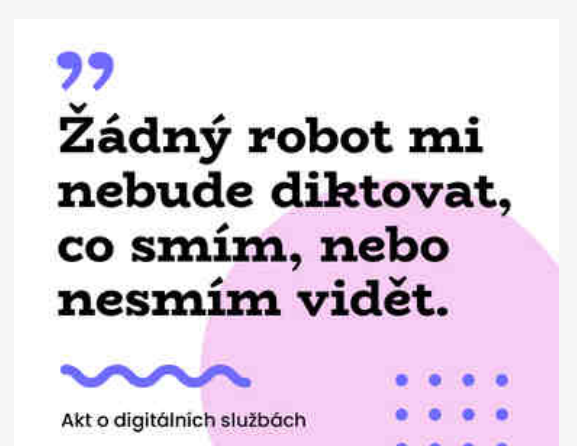 ”
Žádný robot mi
nebude diktovat,
co smím, nebo
nesmím vidět.
Akt o digitálních službách